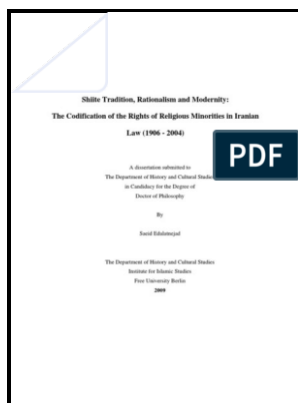 Shiite Tradition, Rationalism and Modernity:
The Codification of the Rights of Religious Minorities in Iranian
Law (1906 - 2004)
PDF
A dissertation submitted to
The Department of History and Cultural Studies
in Candidacy for the Degree of
Doctor of Philosophy
By
Saeid Edalatnejad
The Department of History and Cultural Studies
Institute for Islamic Studies
Free University Berlin
2009